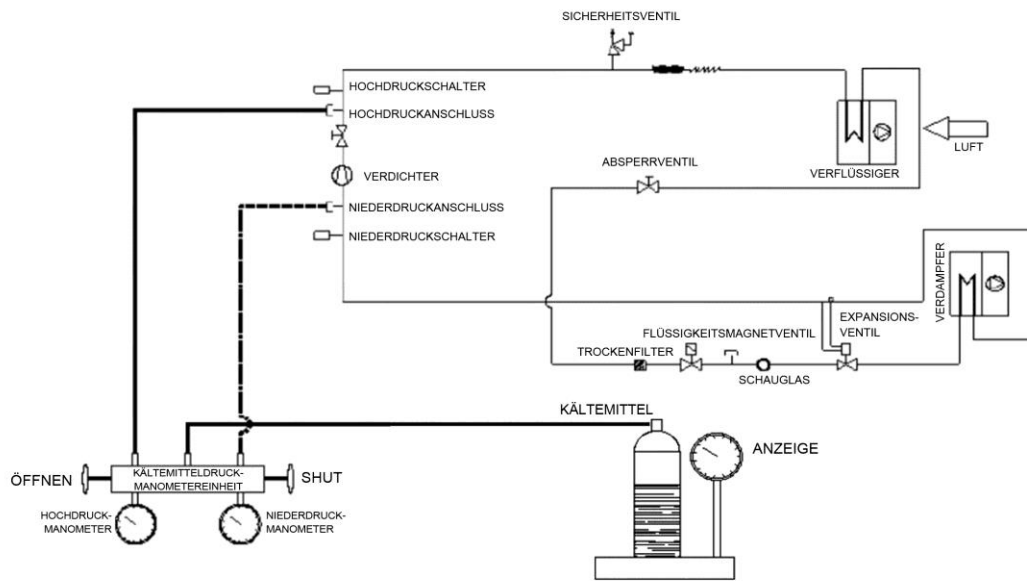 SICHERHEITSVENTIL
HOCHDRUCKSCHALTER
HOCHDRUCKANSCHLUSS
LUFT
ABSPERRVENTIL
VERFLÜSSIGER
VERDICHTER
NIEDERDRUCKANSCHLUSS
NIEDERDRUCKSCHALTER
VERDAMPFER
EXPANSIONS-
VENTIL
FLÜSSIGKEITSMAGNETVENTIL
TROCKENFILTER
SCHAUGLAS
KÄLTEMITTEL
ANZEIGE
ÖFFNEN
KÄLTEMITTELDRUCK-
MANOMETEREINHEIT
SHUT
HOCHDRUCK-
MANOMETER
NIEDERDRUCK-
MANOMETER